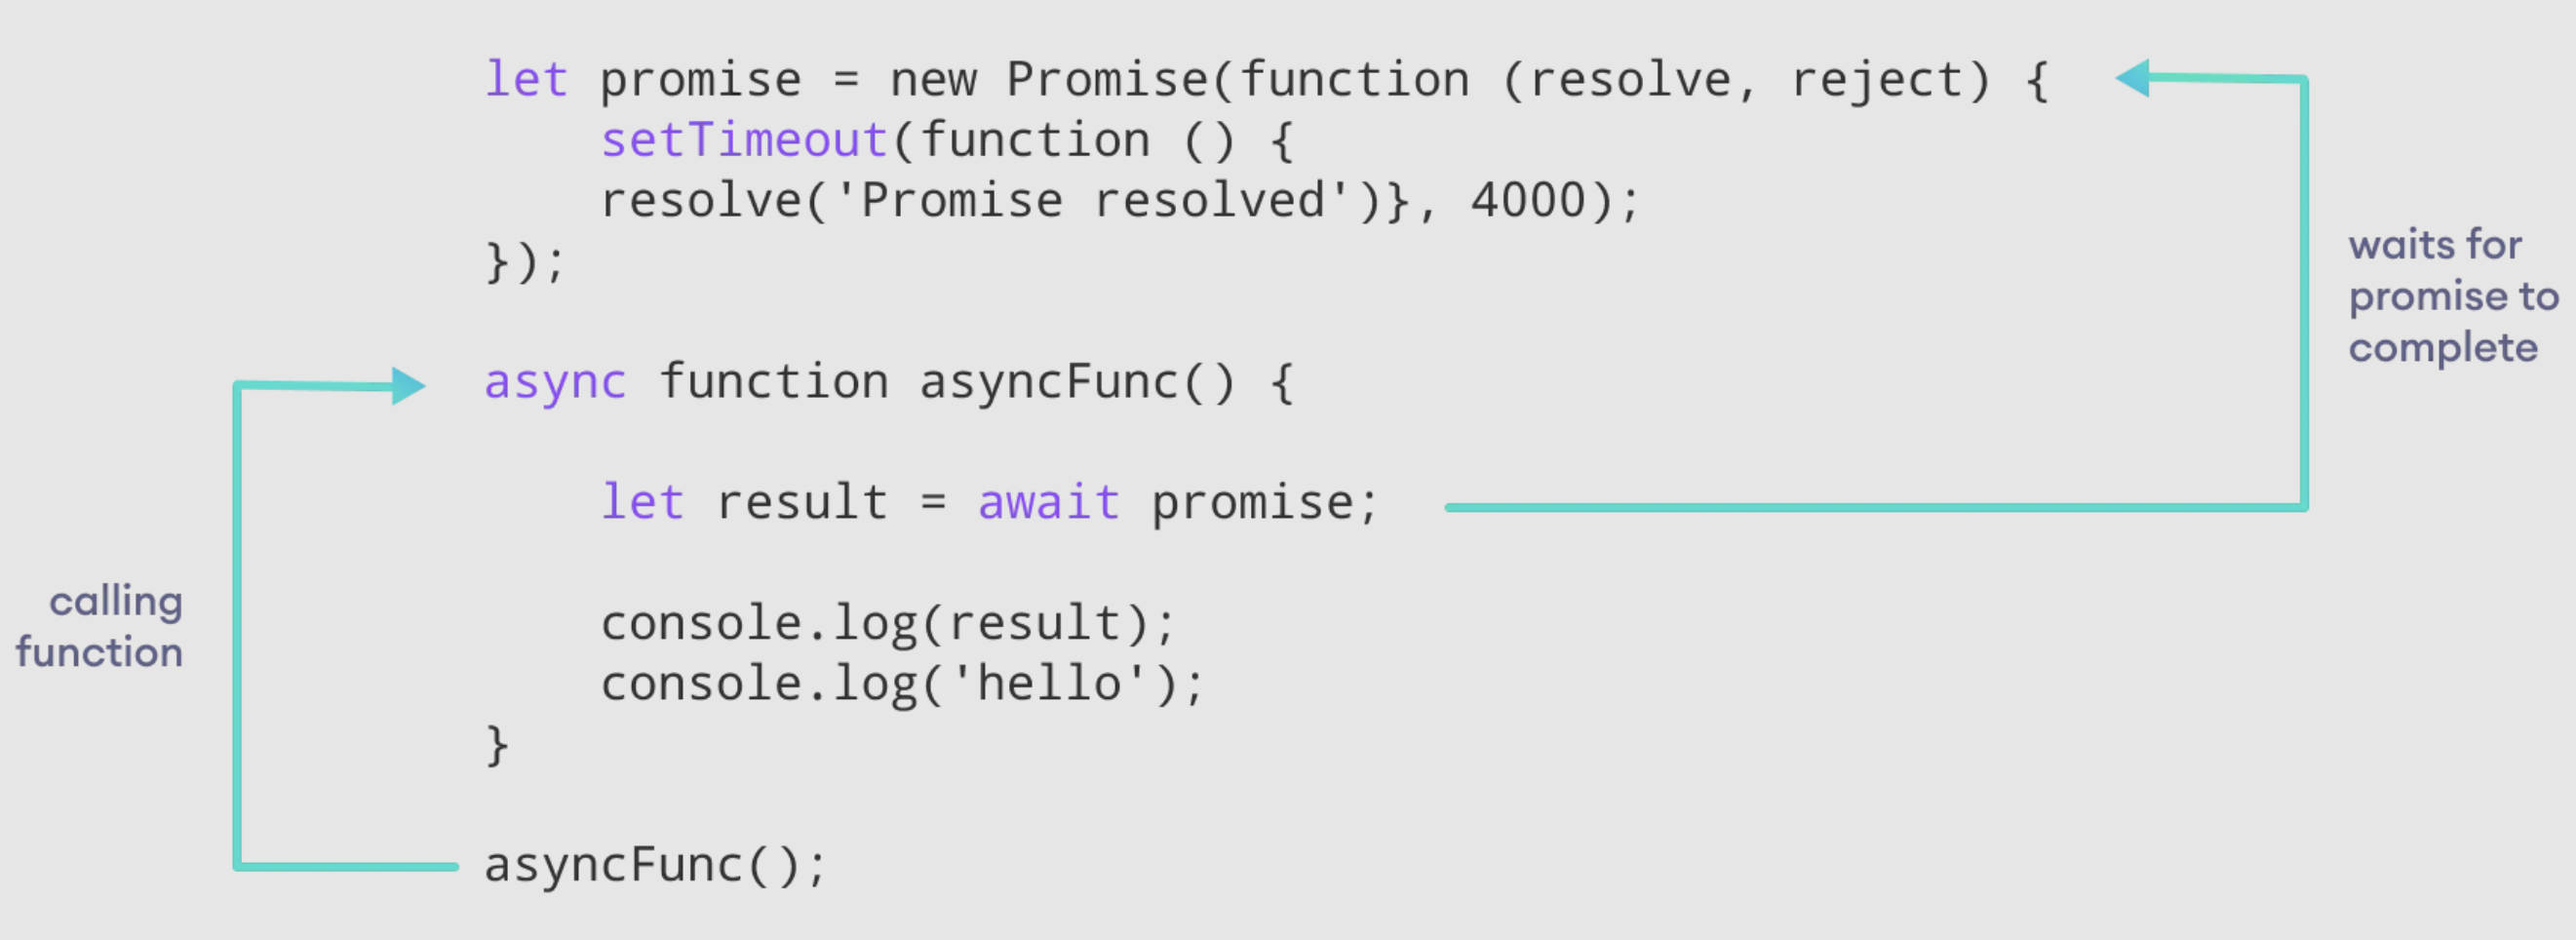 let promise = new Promise(function (resolve, reject) {
    setTimeout(function () {
    resolve('Promise resolved')}, 4000);
});
async function asyncFunc() {
    let result = await promise;
    console.log(result);
    console.log('hello');
}
asyncFunc();
waits for
promise to
complete
calling
function